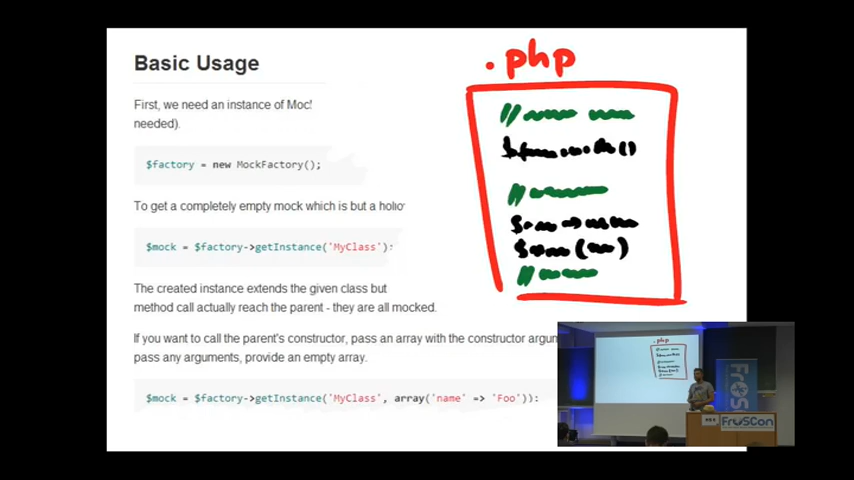 Basic Usage
First, we need an instance of Moc
needed).
$factory = new MockFactory();
To get a completely empty mock which is but a
$mock = $factory->getInstance('MyClass');
The created instance extends the given class but
method call actually reach the parent - they are all mocked.
If you want to call the parent's constructor, pass an array with the constructor argum
pass any arguments, provide an empty array.
$mock = $factory->getInstance('MyClass', array('name' => 'Foo'));
.php
.php
FrOSCon